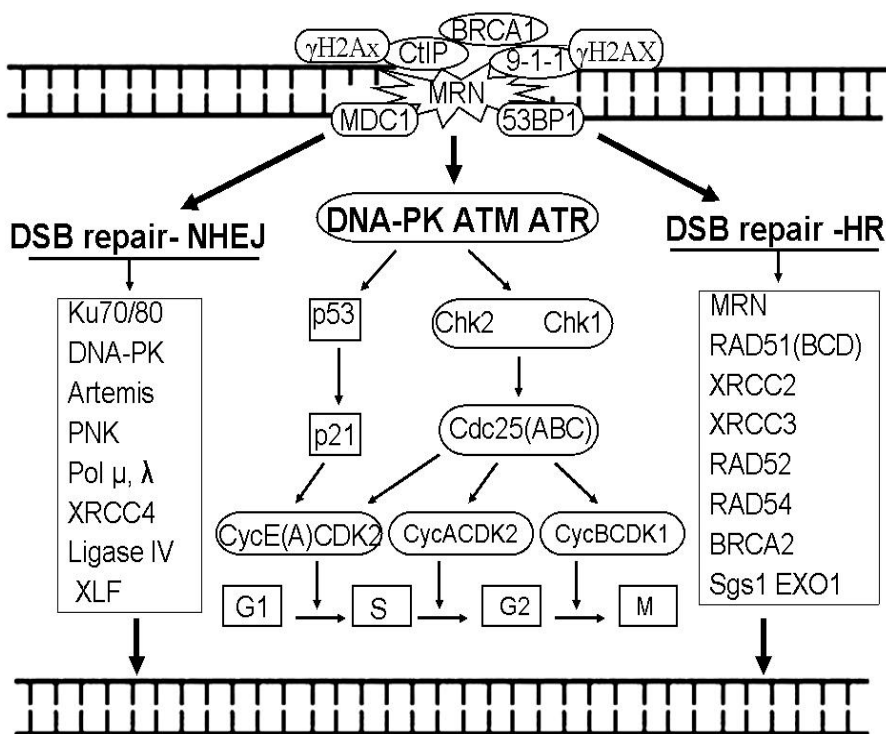 BRCA1
γH2Ax CtIP 9-1-1 γH2AX
MRN
MDC1 53BP1
DNA-PK ATM ATR
DSB repair- NHEJ
DSB repair -HR
Ku70/80
DNA-PK
Artemis
PNK
Pol μ, λ
XRCC4
Ligase IV
XLF
p53
Chk2 Chk1
p21
Cdc25(ABC)
CycE(A)CDK2 CycACDK2 CycBCDK1
G1 S G2 M
MRN
RAD51(BCD)
XRCC2
XRCC3
RAD52
RAD54
BRCA2
Sgs1 EXO1